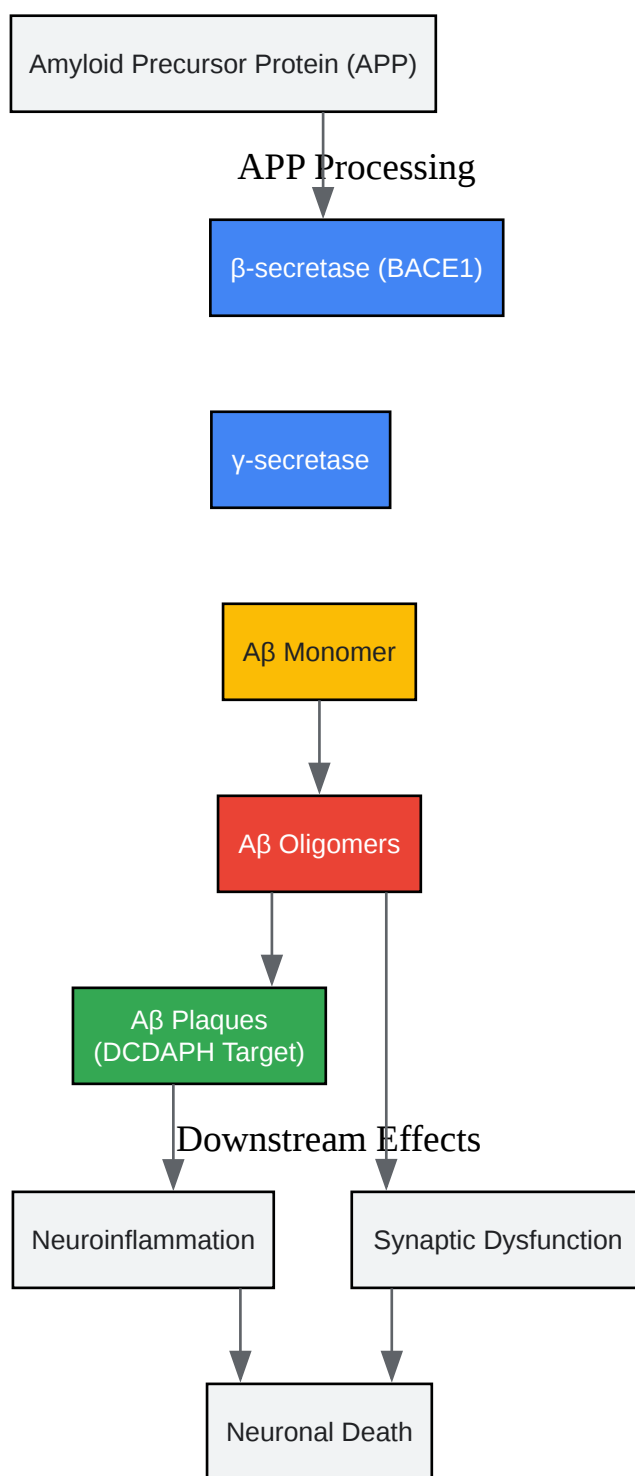 Amyloid Precursor Protein (APP)
APP Processing
β-secretase (BACE1)
γ-secretase
Aβ Monomer
Aβ Oligomers
Aβ Plaques
(DCDAPH Target)
Downstream Effects
Neuroinflammation
Synaptic Dysfunction
Neuronal Death